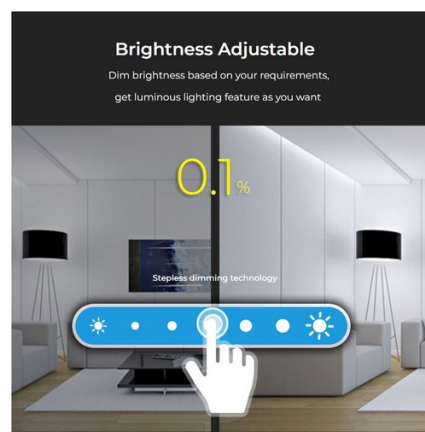 Brightness Adjustable
Dim brightness based on your requirements,
get luminous lighting feature as you want
0.1%
Stepless dimming technology